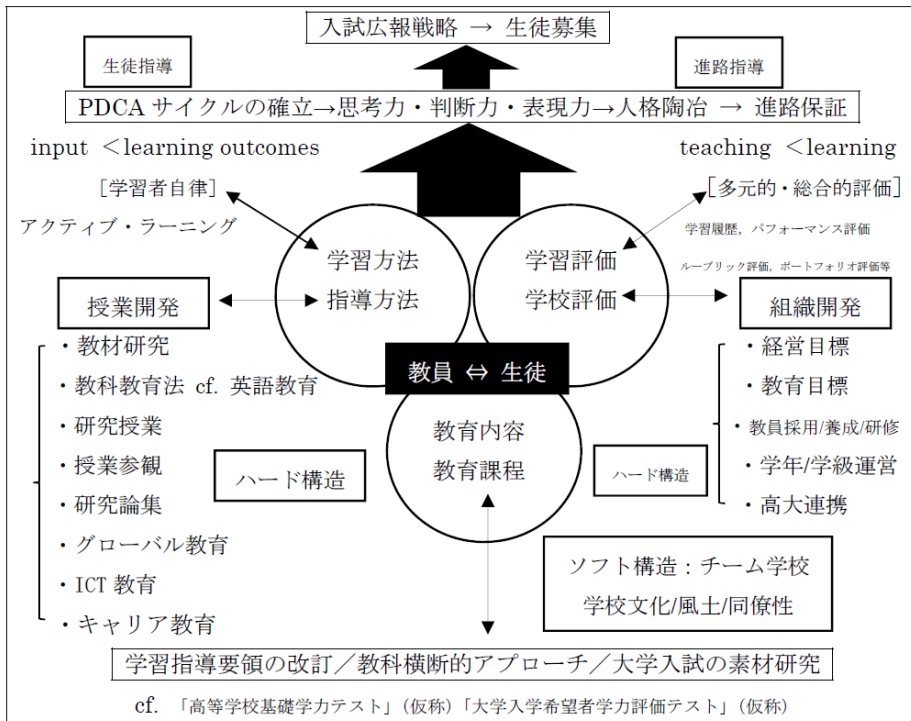 入試広報戦略 → 生徒募集
生徒指導
進路指導
PDCA サイクルの確立→思考力・判断力・表現力→人格陶冶 → 進路保証
input ＜learning outcomes
teaching ＜learning
［学習者自律］
［多元的・総合的評価］
アクティブ・ラーニング
学習履歴，パフォーマンス評価
ルーブリック評価，ポートフォリオ評価等
学習方法
指導方法
学習評価
学校評価
授業開発
組織開発
・教材研究
・教科教育法 cf. 英語教育
・研究授業
・授業参観
・研究論集
・グローバル教育
・ICT 教育
・キャリア教育
教員 ⇔ 生徒
教育内容
教育課程
・経営目標
・教育目標
・教員採用/養成/研修
・学年/学級運営
・高大連携
ハード構造
ハード構造
ソフト構造：チーム学校
学校文化/風土/同僚性
学習指導要領の改訂／教科横断的アプローチ／大学入試の素材研究
cf. 「高等学校基礎学力テスト」（仮称）「大学入学希望者学力評価テスト」（仮称）